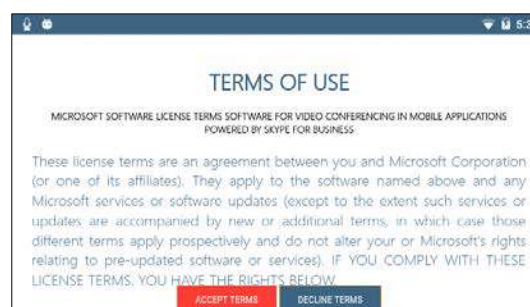 5:3
TERMS OF USE
MICROSOFT SOFTWARE LICENSE TERMS SOFTWARE FOR VIDEO CONFERENCING IN MOBILE APPLICATIONS
POWERED BY SKYPE FOR BUSINESS
These license terms are an agreement between you and Microsoft Corporation
(or one of its affiliates). They apply to the software named above and any
Microsoft services or software updates (except to the extent such services or
updates are accompanied by new or additional terms, in which case those
different terms apply prospectively and do not alter your or Microsoft's rights
relating to pre-updated software or services). IF YOU COMPLY WITH THESE
LICENSE TERMS, YOU HAVE THE RIGHTS BELOW.
ACCEPT TERMS DECLINE TERMS